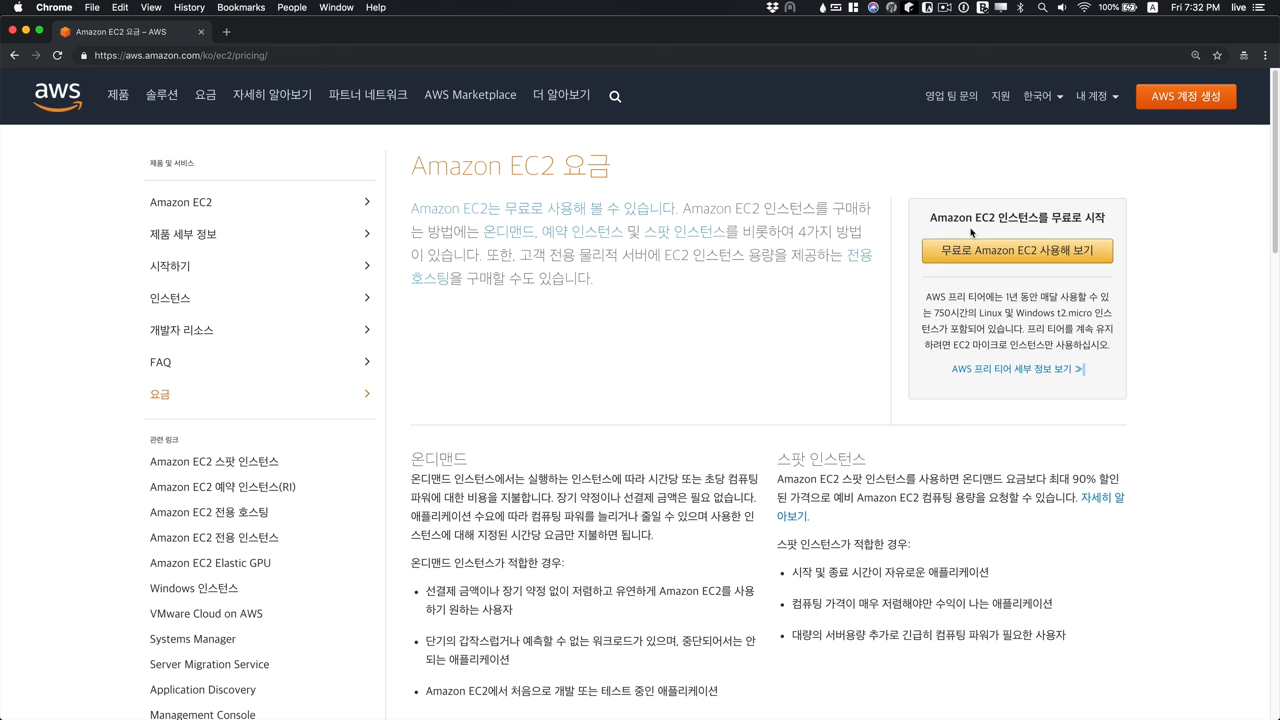 Chrome File Edit View History Bookmarks People Window Help
100% A Fri 7:32 PM live
Amazon EC2 요금 – AWS
https://aws.amazon.com/ko/ec2/pricing/
aws 제품 솔루션 요금 자세히 알아보기 파트너 네트워크 AWS Marketplace 더 알아보기 영업 팀 문의 지원 한국어 내 계정 AWS 계정 생성
제품 및 서비스
Amazon EC2
제품 세부 정보
시작하기
인스턴스
개발자 리소스
FAQ
요금
관련 링크
Amazon EC2 스팟 인스턴스
Amazon EC2 예약 인스턴스(RI)
Amazon EC2 전용 호스팅
Amazon EC2 전용 인스턴스
Amazon EC2 Elastic GPU
Windows 인스턴스
VMware Cloud on AWS
Systems Manager
Server Migration Service
Application Discovery
Management Console
Amazon EC2 요금
Amazon EC2는 무료로 사용해 볼 수 있습니다. Amazon EC2 인스턴스를 구매하
는 방법에는 온디맨드, 예약 인스턴스 및 스팟 인스턴스를 비롯하여 4가지 방법
이 있습니다. 또한, 고객 전용 물리적 서버에 EC2 인스턴스 용량을 제공하는 전용
호스팅을 구매할 수도 있습니다.
Amazon EC2 인스턴스를 무료로 시작
무료로 Amazon EC2 사용해 보기
AWS 프리 티어에는 1년 동안 매달 사용할 수 있
는 750시간의 Linux 및 Windows t2.micro 인스
턴스가 포함되어 있습니다. 프리 티어를 계속 유지
하려면 EC2 마이크로 인스턴스만 사용하십시오.
AWS 프리 티어 세부 정보 보기 ≫
온디맨드
온디맨드 인스턴스에서는 실행하는 인스턴스에 따라 시간당 또는 초당 컴퓨팅
파워에 대한 비용을 지불합니다. 장기 약정이나 선결제 금액은 필요 없습니다.
애플리케이션 수요에 따라 컴퓨팅 파워를 늘리거나 줄일 수 있으며 사용한 인
스턴스에 대해 지정된 시간당 요금만 지불하면 됩니다.
온디맨드 인스턴스가 적합한 경우:
• 선결제 금액이나 장기 약정 없이 저렴하고 유연하게 Amazon EC2를 사용
하기 원하는 사용자
• 단기의 갑작스럽거나 예측할 수 없는 워크로드가 있으며, 중단되어서는 안
되는 애플리케이션
• Amazon EC2에서 처음으로 개발 또는 테스트 중인 애플리케이션
스팟 인스턴스
Amazon EC2 스팟 인스턴스를 사용하면 온디맨드 요금보다 최대 90% 할인
된 가격으로 예비 Amazon EC2 컴퓨팅 용량을 요청할 수 있습니다. 자세히 알
아보기.
스팟 인스턴스가 적합한 경우:
• 시작 및 종료 시간이 자유로운 애플리케이션
• 컴퓨팅 가격이 매우 저렴해야만 수익이 나는 애플리케이션
• 대량의 서버용량 추가로 긴급히 컴퓨팅 파워가 필요한 사용자